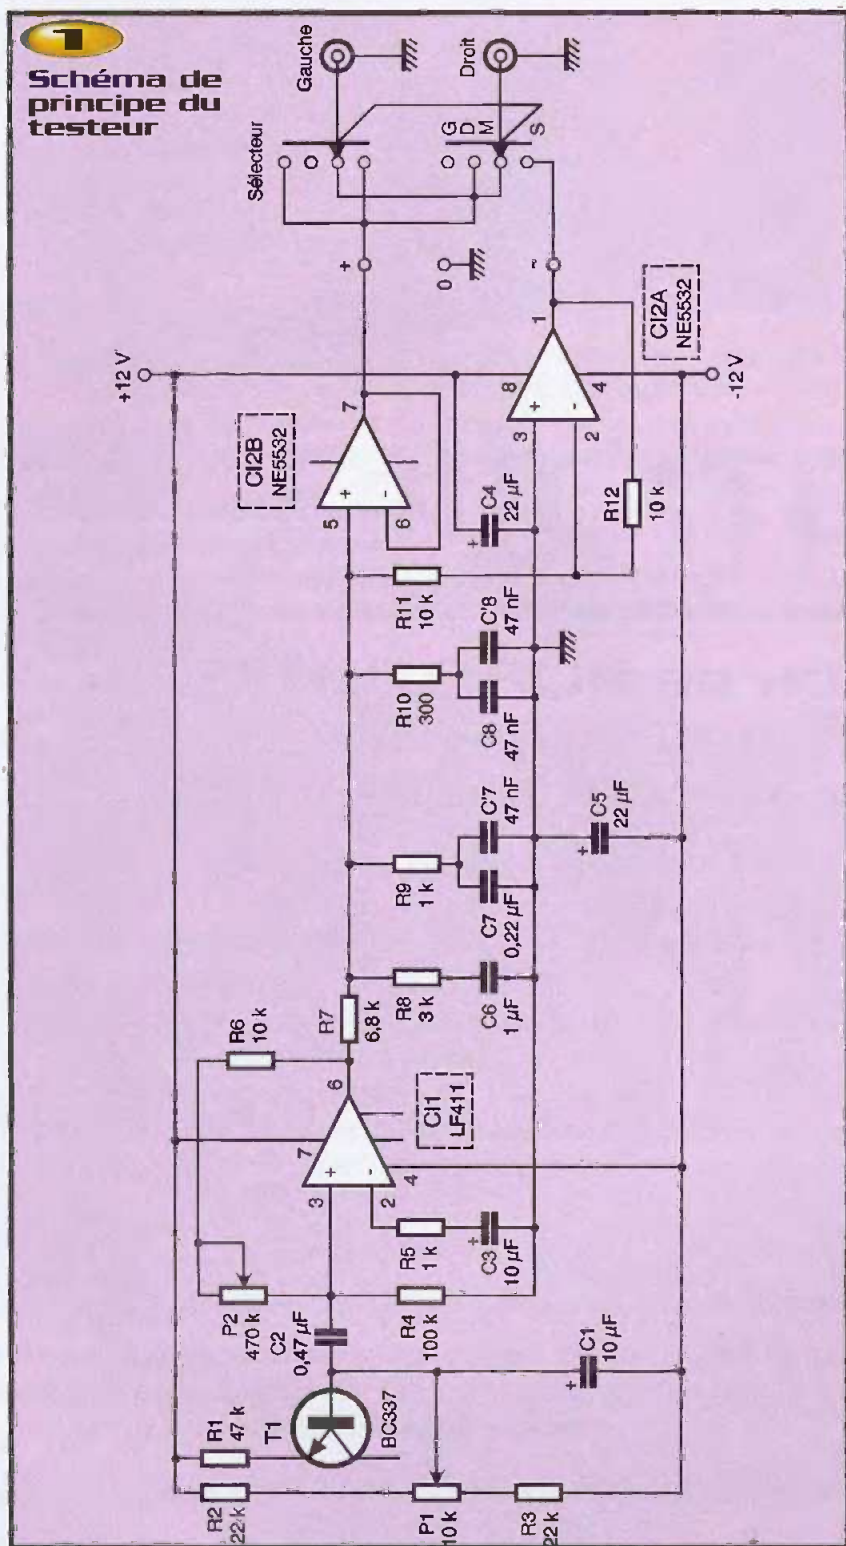 1
Schéma de
principe du
testeur
Gauche
Droit
Sélecteur
G
D
M
S
+
0
~
+12 V
-12 V
CI2B
NE5532
5
6
7
+
-
CI2A
NE5532
8
3
2
1
4
+
-
R12
10 k
+
C4
22 µF
R11
10 k
R10
300
C8
47 nF
C'8
47 nF
R9
1 k
C7
0,22 µF
C'7
47 nF
+
C5
22 µF
R8
3 k
C6
1 µF
R7
6,8 k
R6
10 k
CI1
LF411
7
6
3
2
4
+
-
R5
1 k
+
C3
10 µF
P2
470 k
C2
0,47 µF
R4
100 k
+
C1
10 µF
R1
47 k
T1
BC337
R2
22 k
P1
10 k
R3
22 k